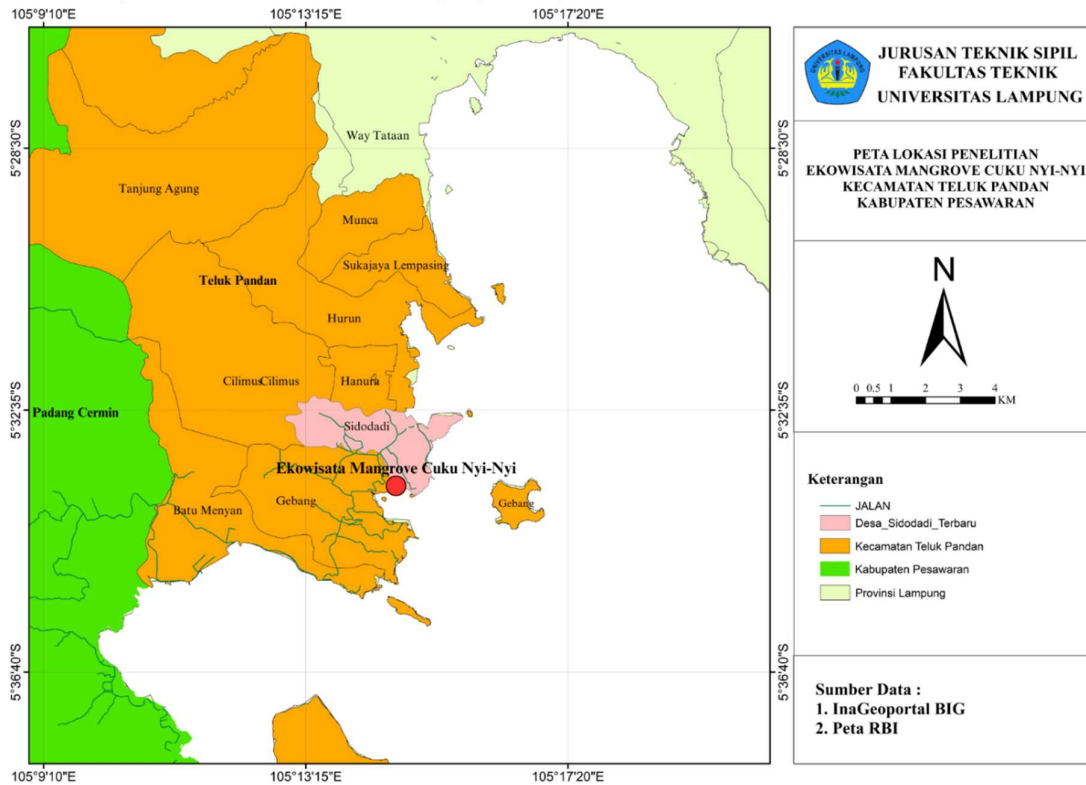 105°9'10"E 105°13'15"E 105°17'20"E
5°28'30"S
5°32'35"S
5°36'40"S
Way Tataan
Tanjung Agung
Munca
Sukajaya Lempasing
Teluk Pandan
Hurun
CilimusCilimus
Hanura
Padang Cermin
Sidodadi
Ekowisata Mangrove Cuku Nyi-Nyi
Gebang
Gebang
Batu Menyan
5°28'30"S
5°32'35"S
5°36'40"S
105°9'10"E 105°13'15"E 105°17'20"E
UNIVERSITAS LAMPUNG
JURUSAN TEKNIK SIPIL
FAKULTAS TEKNIK
UNIVERSITAS LAMPUNG
PETA LOKASI PENELITIAN
EKOWISATA MANGROVE CUKU NYI-NYI
KECAMATAN TELUK PANDAN
KABUPATEN PESAWARAN
N
0 0.5 1 2 3 4
KM
Keterangan
JALAN
Desa_Sidodadi_Terbaru
Kecamatan Teluk Pandan
Kabupaten Pesawaran
Provinsi Lampung
Sumber Data :
1. InaGeoportal BIG
2. Peta RBI